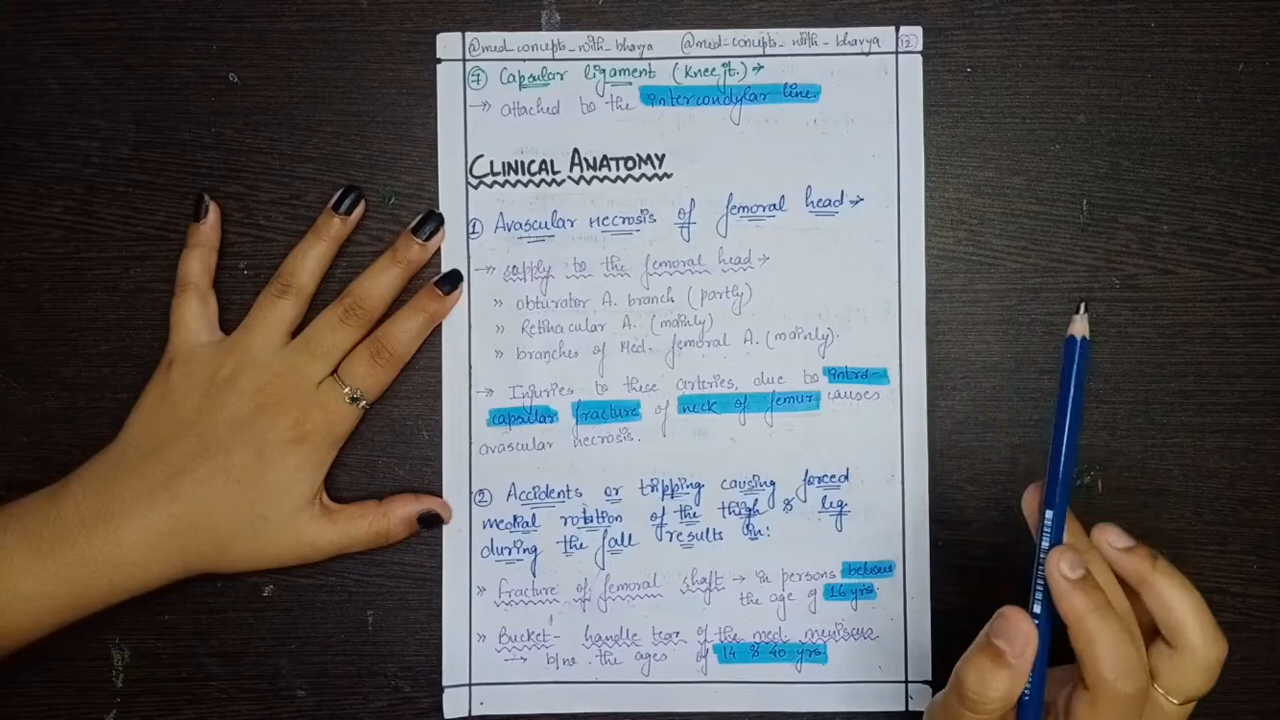 @med_concepts_with_bhavya @med_concepts_with_bhavya 12
⑦ Capsular ligament (Knee jt.) →
→ attached to the intercondylar line.
CLINICAL ANATOMY
① Avascular Necrosis of femoral head →
→ supply to the femoral head →
» obturator A. branch (partly)
» Retinacular A. (mainly)
» branches of Med. femoral A. (mainly).
→ Injuries to these arteries, due to intra-
capsular fracture of neck of femur causes
avascular necrosis.
② Accidents or tripping causing forced
medial rotation of the thigh & leg
during the fall results in:
» Fracture of femoral shaft → in persons below
the age of 16 yrs.
» Bucket-handle tear of the med. meniscus
→ b/w. the ages of 14 & 40 yrs.